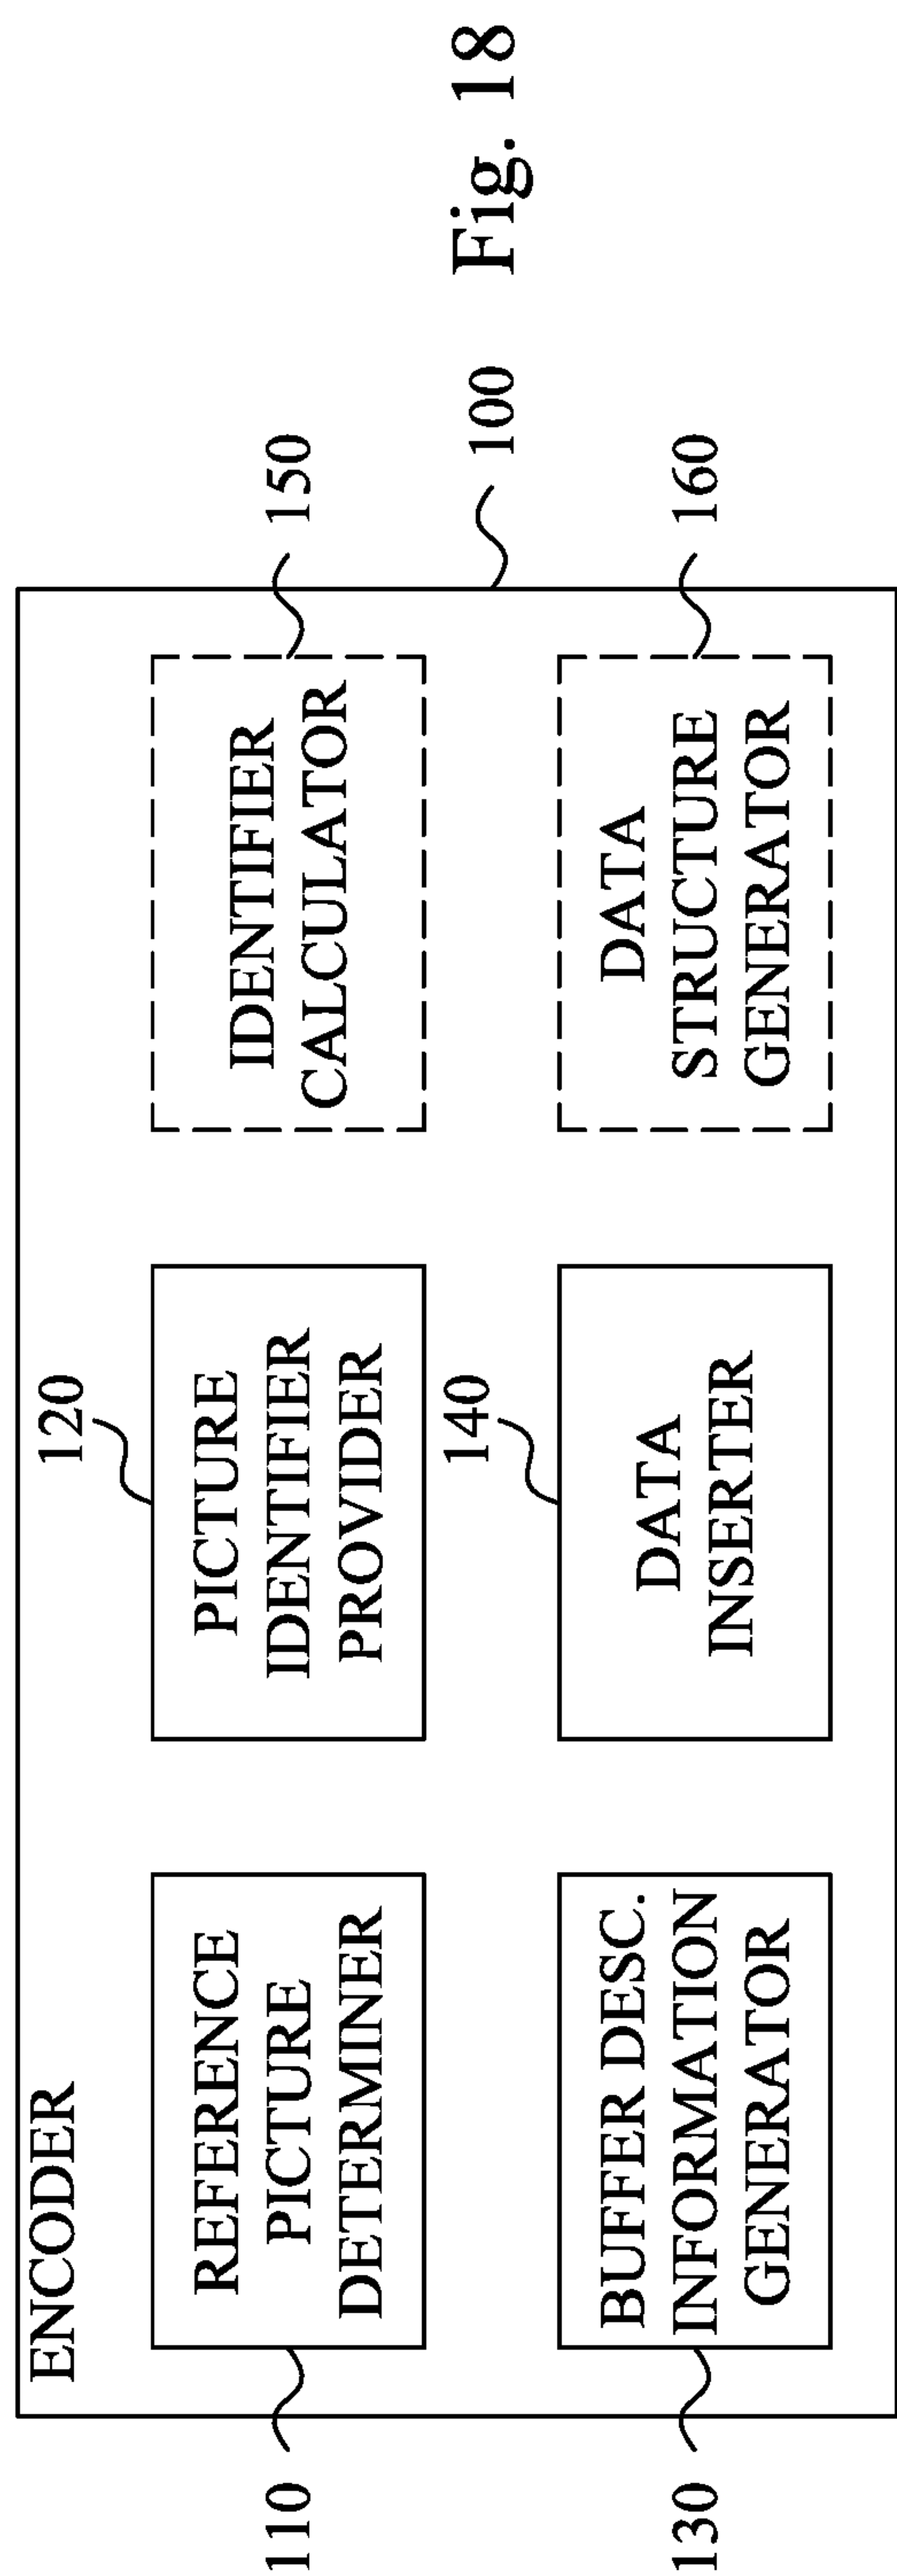 ENCODER
120
REFERENCE
PICTURE
DETERMINER
PICTURE
IDENTIFIER
PROVIDER
IDENTIFIER
CALCULATOR
110
150
140
100
BUFFER DESC.
INFORMATION
GENERATOR
DATA
INSERTER
DATA
STRUCTURE
GENERATOR
130
160
Fig. 18